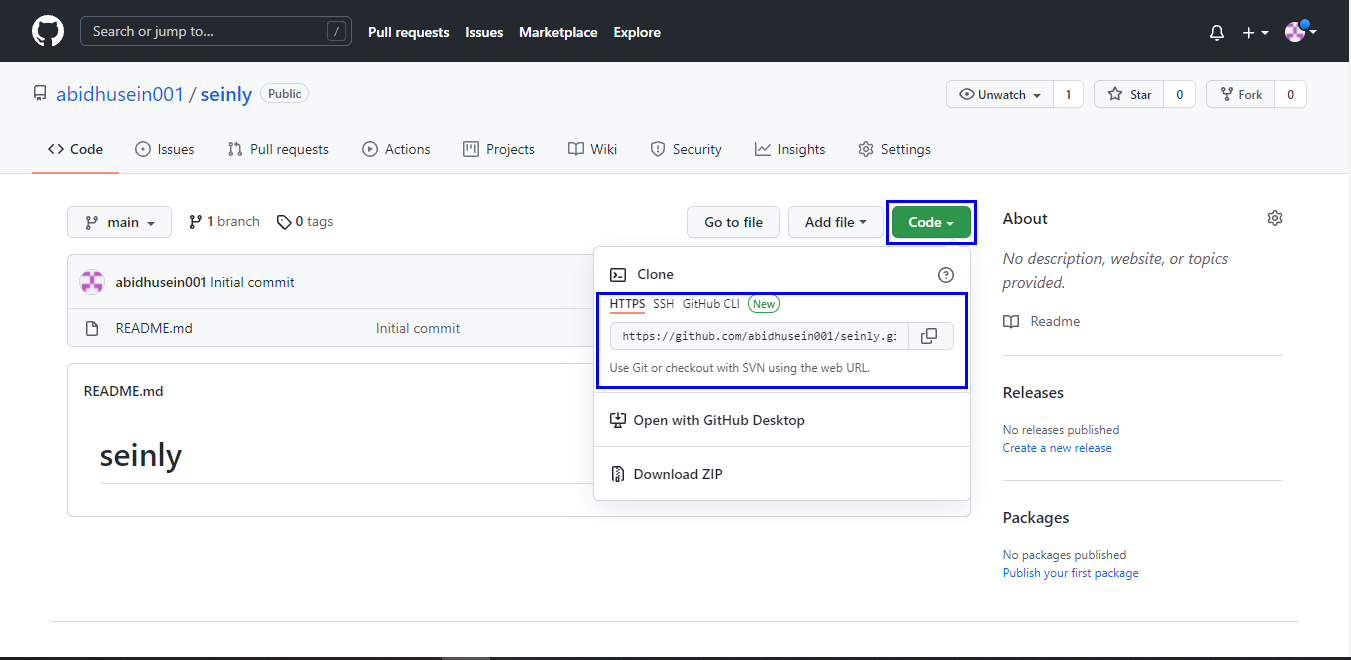 Search or jump to... /
Pull requests Issues Marketplace Explore
abidhusein001 / seinly Public
Unwatch 1 Star 0 Fork 0
Code Issues Pull requests Actions Projects Wiki Security Insights Settings
main 1 branch 0 tags
Go to file Add file Code
abidhusein001 Initial commit
README.md Initial commit
README.md
seinly
Clone
HTTPS SSH GitHub CLI New
https://github.com/abidhusein001/seinly.gi
Use Git or checkout with SVN using the web URL.
Open with GitHub Desktop
Download ZIP
About
No description, website, or topics
provided.
Readme
Releases
No releases published
Create a new release
Packages
No packages published
Publish your first package